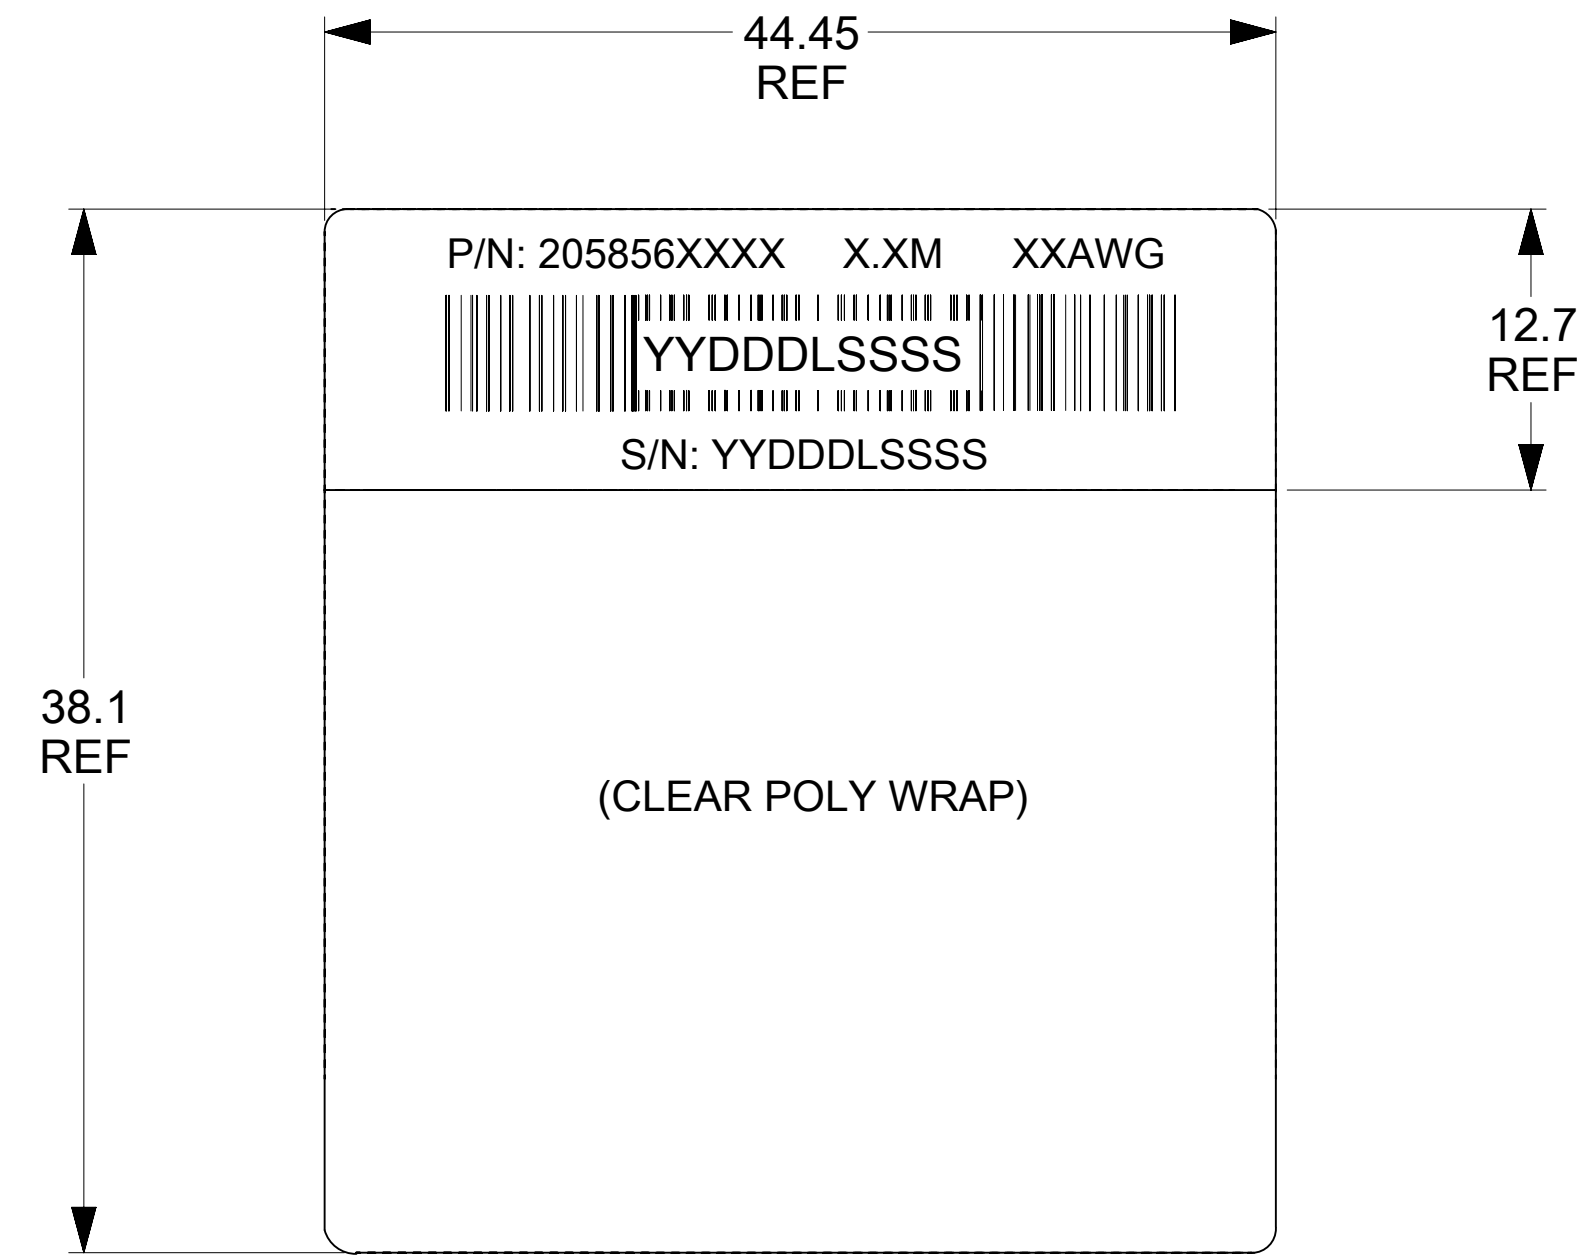 44.45
REF
P/N: 205856XXXX X.XM XXAWG
YYDDDLSSSS
S/N: YYDDDLSSSS
12.7
REF
38.1
REF
(CLEAR POLY WRAP)